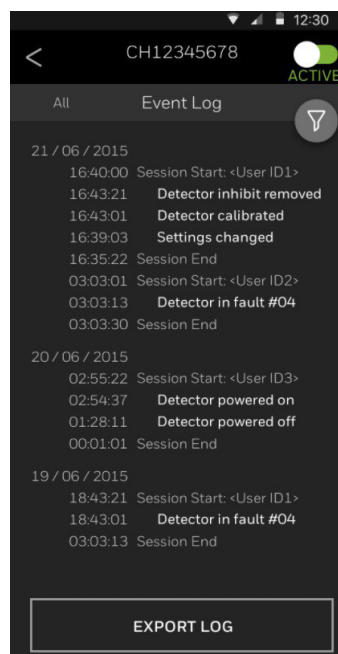 12:30
CH12345678
ACTIVE
All Event Log
21 / 06 / 2015
16:40:00 Session Start: <User ID1>
16:43:21 Detector inhibit removed
16:43:01 Detector calibrated
16:39:03 Settings changed
16:35:22 Session End
03:03:01 Session Start: <User ID2>
03:03:13 Detector in fault #04
03:03:30 Session End
20 / 06 / 2015
02:55:22 Session Start: <User ID3>
02:54:37 Detector powered on
01:28:11 Detector powered off
00:01:01 Session End
19 / 06 / 2015
18:43:21 Session Start: <User ID1>
18:43:01 Detector in fault #04
03:03:13 Session End
EXPORT LOG